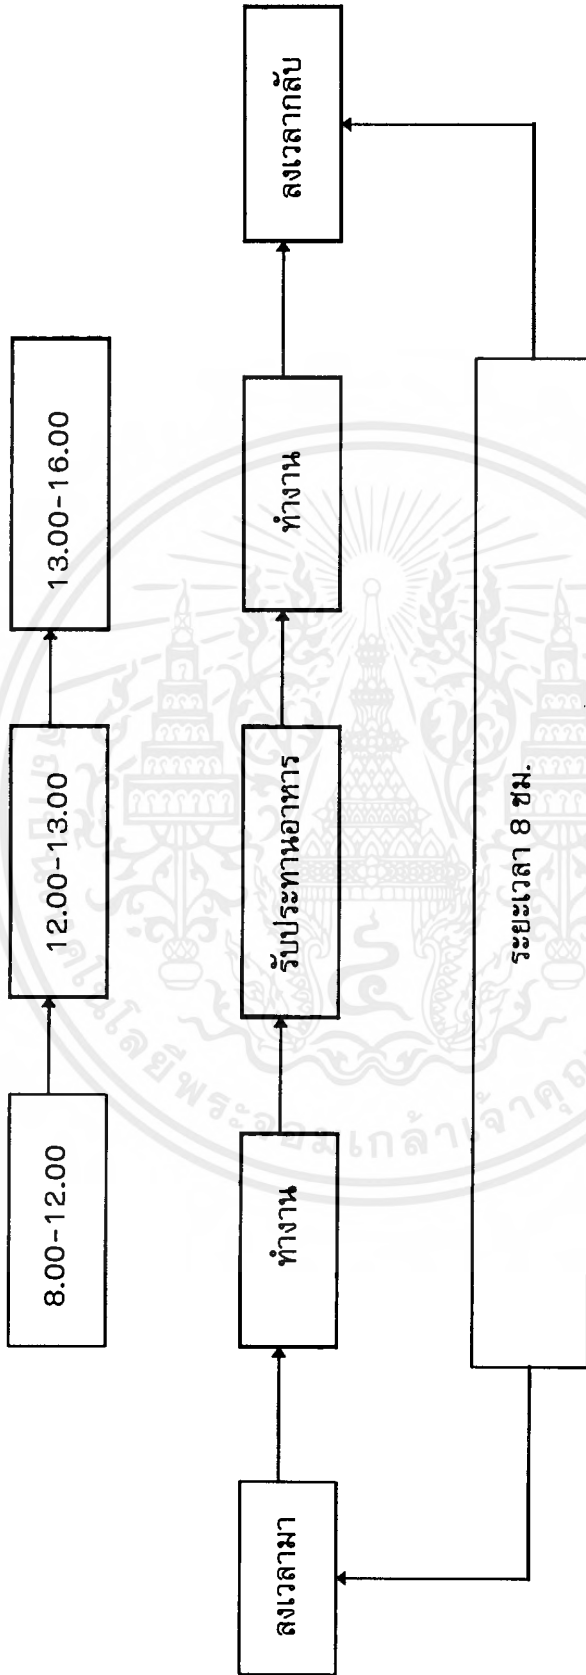 8.00-12.00
12.00-13.00
13.00-16.00
ลงเวลามา
ทำงาน
รับประทานอาหาร
ทำงาน
ลงเวลากลับ
ระยะเวลา 8 ชม.